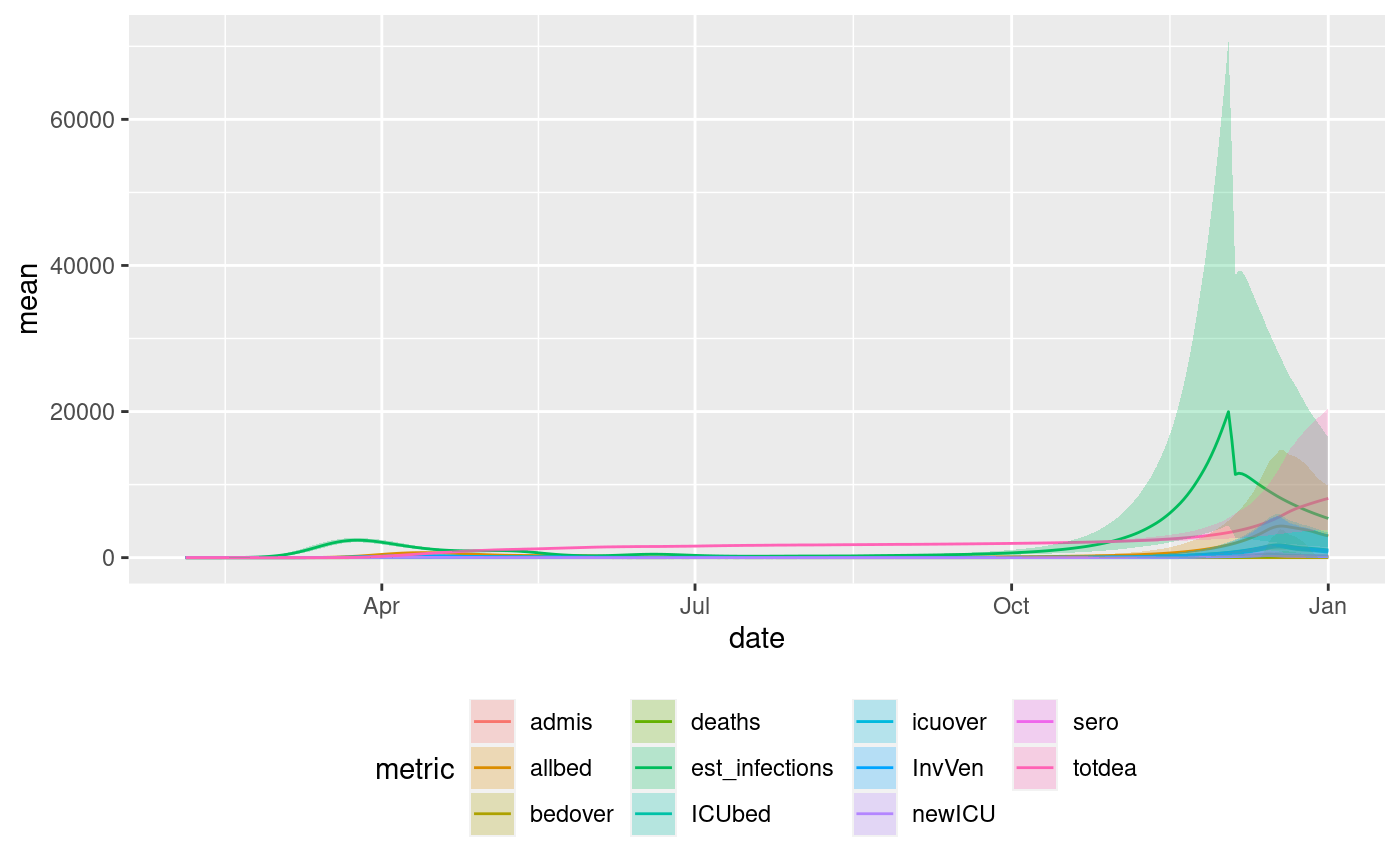 60000
40000
20000
0
mean
Apr Jul Oct Jan
date
metric
admis deaths icuover sero
allbed est_infections InvVen totdea
bedover ICUbed newICU